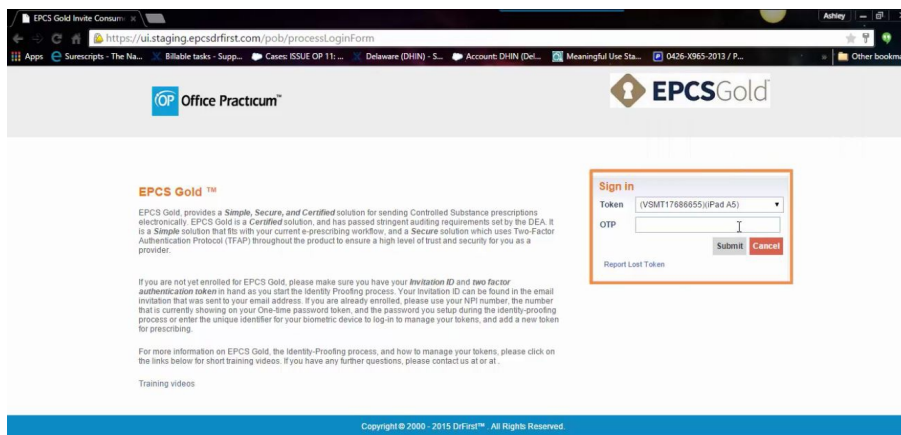 EPCS Gold Invite Consum
Ashley
https://ui.staging.epcsdrfirst.com/pob/processLoginForm
Apps Surescripts - The Na... Billable tasks - Supp... Cases: ISSUE OP 11: ... Delaware (DHIN) - S... Account: DHIN (Del... Meaningful Use Sta... 0426-X965-2013 / P... Other bookma
OP Office Practicum™
EPCSGold
EPCS Gold ™
EPCS Gold, provides a Simple, Secure, and Certified solution for sending Controlled Substance prescriptions
electronically. EPCS Gold is a Certified solution, and has passed stringent auditing requirements set by the DEA. It
is a Simple solution that fits with your current e-prescribing workflow, and a Secure solution which uses Two-Factor
Authentication Protocol (TFAP) throughout the product to ensure a high level of trust and security for you as a
provider.
If you are not yet enrolled for EPCS Gold, please make sure you have your Invitation ID and two factor
authentication token in hand as you start the Identity Proofing process. Your Invitation ID can be found in the email
invitation that was sent to your email address. If you are already enrolled, please use your NPI number, the number
that is currently showing on your One-time password token, and the password you setup during the identity-proofing
process or enter the unique identifier for your biometric device to log-in to manage your tokens, and add a new token
for prescribing.
For more information on EPCS Gold, the Identity-Proofing process, and how to manage your tokens, please click on
the links below for short training videos. If you have any further questions, please contact us at or at .
Training videos
Sign in
Token (VSMT17686655)(iPad A5)
OTP
Submit Cancel
Report Lost Token
Copyright © 2000 - 2015 DrFirst™ . All Rights Reserved.